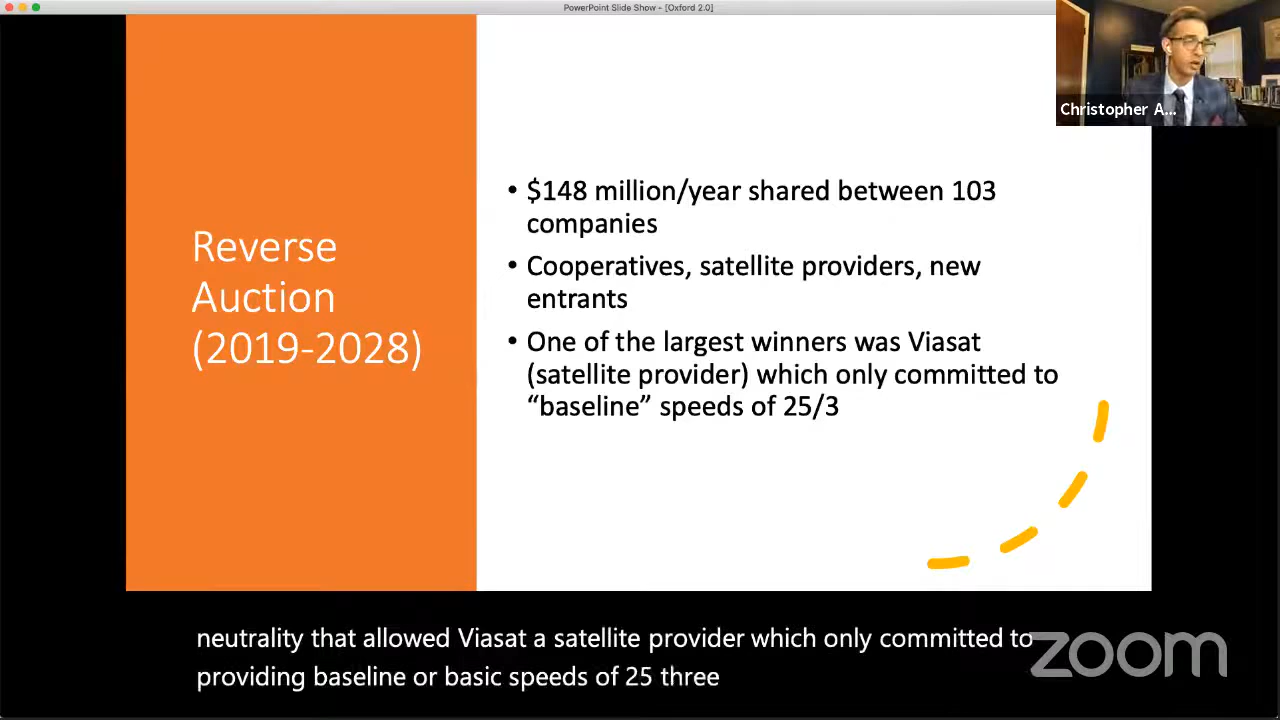 PowerPoint Slide Show - [Oxford 2.0]
Christopher A...
Reverse
Auction
(2019-2028)
• $148 million/year shared between 103
companies
• Cooperatives, satellite providers, new
entrants
• One of the largest winners was Viasat
(satellite provider) which only committed to
“baseline” speeds of 25/3
neutrality that allowed Viasat a satellite provider which only committed to
providing baseline or basic speeds of 25 three
zoom